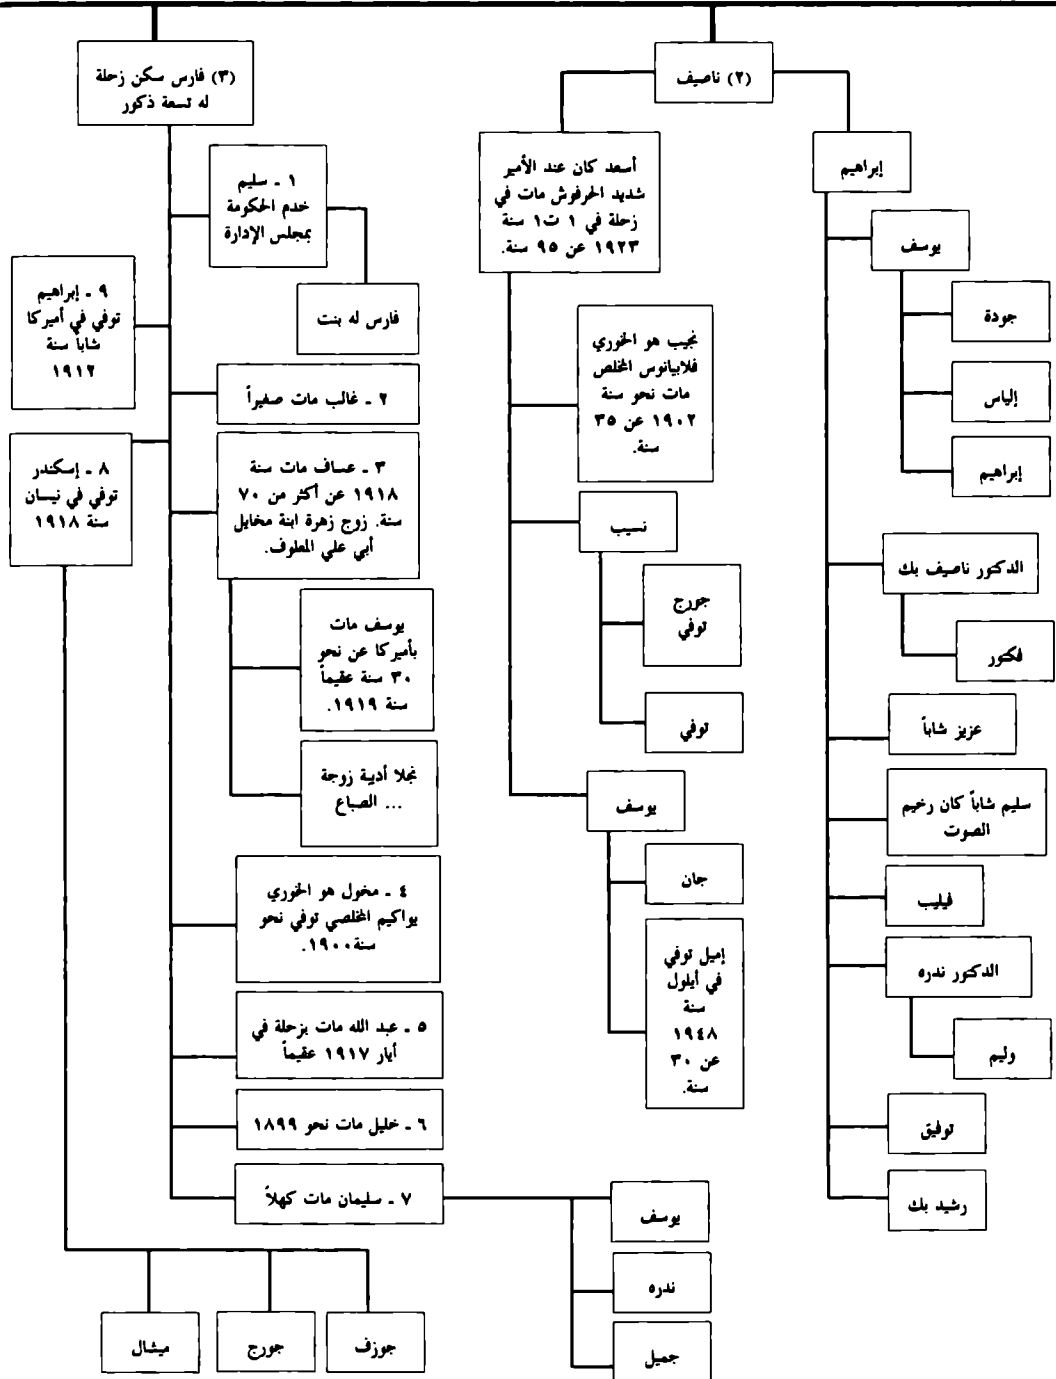 (٢) ناصيف
إبراهيم
يوسف
جودة
إلياس
إبراهيم
الدكتور ناصيف بك
فكتور
عزيز شاباً
سليم شاباً كان رخيم
الصوت
فيليب
الدكتور ندره
وليم
توفيق
رشيد بك
أسعد كان عند الأمير
شديد الحرفوش مات في
زحلة في ١ ت١ سنة
١٩٢٣ عن ٩٥ سنة.
نجيب هو الخوري
فلابيانوس المخلص
مات نحو سنة
١٩٠٢ عن ٣٥
سنة.
نسيب
جورج
توفي
توفي
يوسف
جان
إميل توفي
في أيلول
سنة
١٩٤٨
عن ٣٠
سنة.
(٣) فارس سكن زحلة
له تسعة ذكور
١ ـ سليم
خدم الحكومة
بمجلس الإدارة
فارس له بنت
٢ ـ غالب مات صغيراً
٣ ـ عساف مات سنة
١٩١٨ عن أكثر من ٧٠
سنة. زوج زهرة ابنة مخايل
أبي علي المعلوف.
يوسف مات
بأميركا عن نحو
٣٠ سنة عقيماً
سنة ١٩١٩.
نجلا أديبة زوجة
... الصباغ
٤ ـ مخول هو الخوري
يواكيم المخلصي توفي نحو
سنة ١٩٠٠.
٥ ـ عبد الله مات بزحلة في
أيار ١٩١٧ عقيماً
٦ ـ خليل مات نحو ١٨٩٩
٧ ـ سليمان مات كهلاً
يوسف
ندره
جميل
٨ ـ إسكندر
توفي في نيسان
سنة ١٩١٨
جوزف
جورج
ميشال
٩ ـ إبراهيم
توفي في أميركا
شاباً سنة
١٩١٢